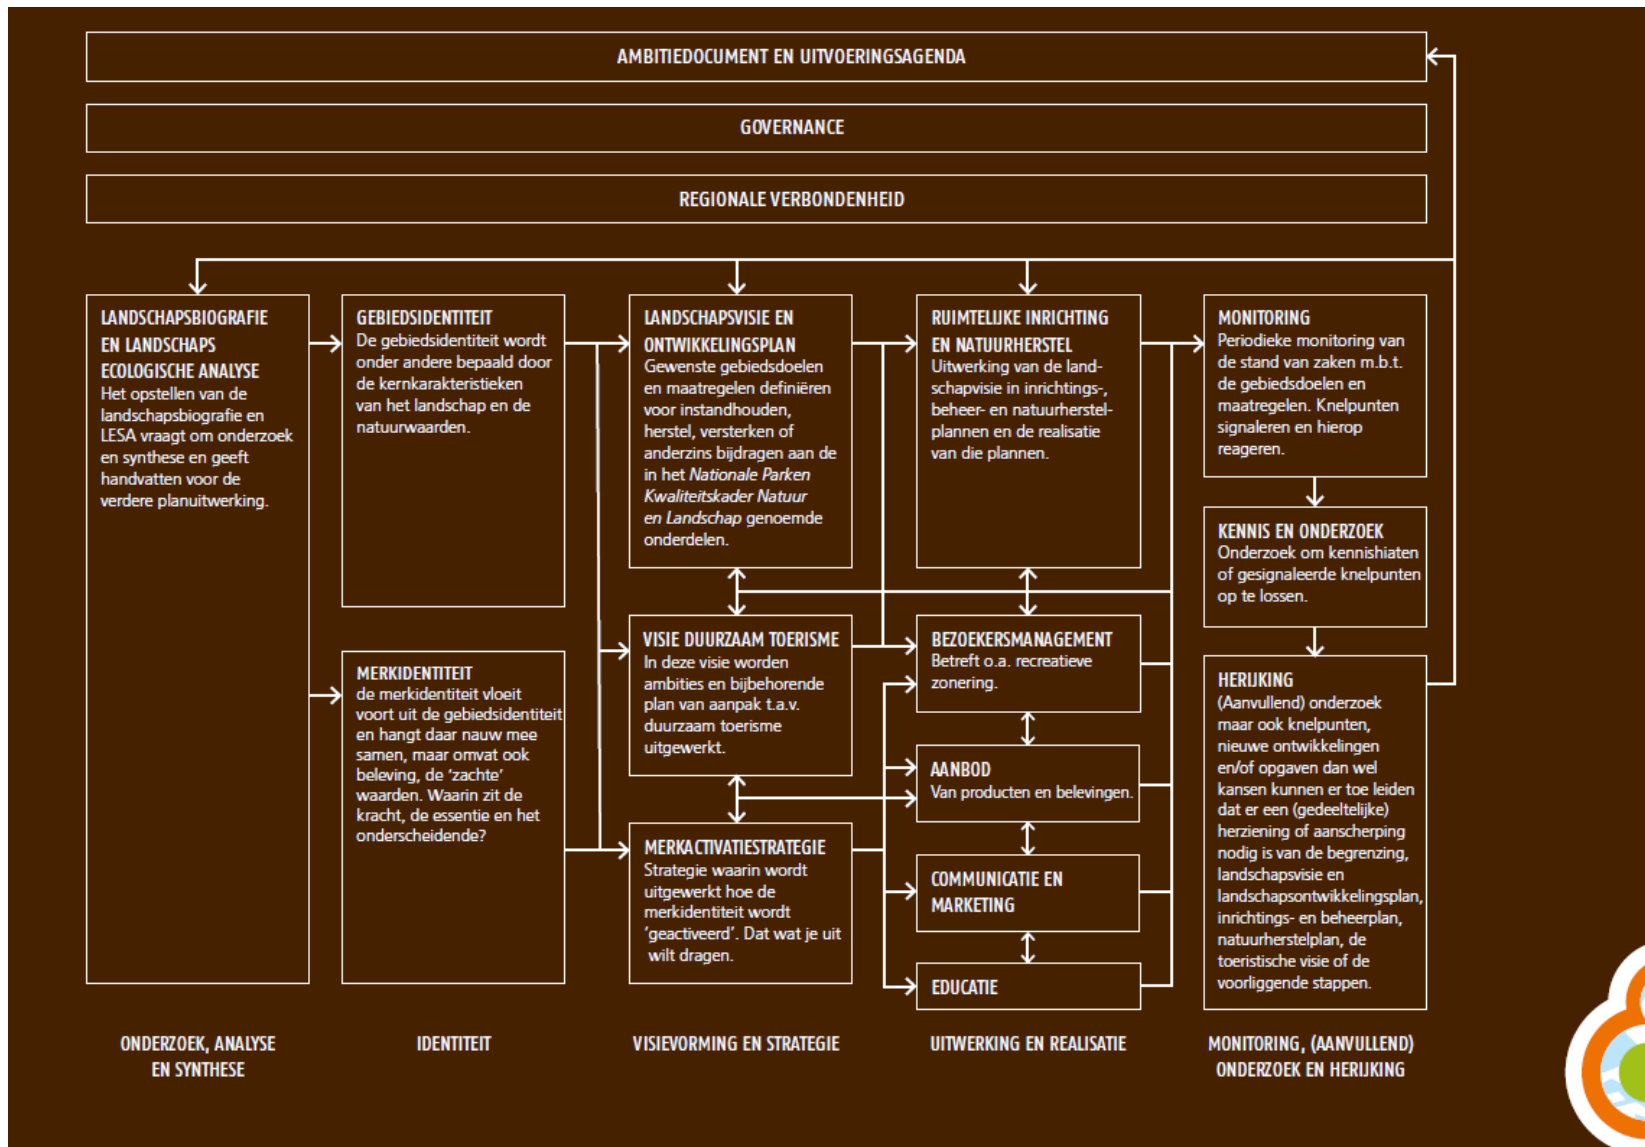 AMBITIEDOCUMENT EN UITVOERINGSAGENDA
GOVERNANCE
REGIONALE VERBONDENHEID
LANDSCHAPSBIOGRAFIE
EN LANDSCHAPS
ECOLOGISCHE ANALYSE
Het opstellen van de
landschapsbiografie en
LESA vraagt om onderzoek
en synthese en geeft
handvatten voor de
verdere planuitwerking.
GEBIEDSIDENTITEIT
De gebiedsidentiteit wordt
onder andere bepaald door
de kernkarakteristieken
van het landschap en de
natuurwaarden.
MERKIDENTITEIT
de merkidentiteit vloeit
voort uit de gebiedsidentiteit
en hangt daar nauw mee
samen, maar omvat ook
beleving, de ‘zachte’
waarden. Waarin zit de
kracht, de essentie en het
onderscheidende?
LANDSCHAPSVISIE EN
ONTWIKKELINGSPLAN
Gewenste gebiedsdoelen
en maatregelen definiëren
voor instandhouden,
herstel, versterken of
anderzins bijdragen aan de
in het Nationale Parken
Kwaliteitskader Natuur
en Landschap genoemde
onderdelen.
VISIE DUURZAAM TOERISME
In deze visie worden
ambities en bijbehorende
plan van aanpak t.a.v.
duurzaam toerisme
uitgewerkt.
MERKACTIVATIESTRATEGIE
Strategie waarin wordt
uitgewerkt hoe de
merkidentiteit wordt
‘geactiveerd’. Dat wat je uit
wilt dragen.
RUIMTELIJKE INRICHTING
EN NATUURHERSTEL
Uitwerking van de land-
schapvisie in inrichtings-,
beheer- en natuurherstel-
plannen en de realisatie
van die plannen.
BEZOEKERSMANAGEMENT
Betreft o.a. recreatieve
zonering.
AANBOD
Van producten en belevingen.
COMMUNICATIE EN
MARKETING
EDUCATIE
MONITORING
Periodieke monitoring van
de stand van zaken m.b.t.
de gebiedsdoelen en
maatregelen. Knelpunten
signaleren en hierop
reageren.
KENNIS EN ONDERZOEK
Onderzoek om kennishiaten
of gesignaleerde knelpunten
op te lossen.
HERIJKING
(Aanvullend) onderzoek
maar ook knelpunten,
nieuwe ontwikkelingen
en/of opgaven dan wel
kansen kunnen er toe leiden
dat er een (gedeeltelijke)
herziening of aanscherping
nodig is van de begrenzing,
landschapsvisie en
landschapsontwikkelingsplan,
inrichtings- en beheerplan,
natuurherstelplan, de
toeristische visie of de
voorliggende stappen.
ONDERZOEK, ANALYSE
EN SYNTHESE
IDENTITEIT
VISIEVORMING EN STRATEGIE
UITWERKING EN REALISATIE
MONITORING, (AANVULLEND)
ONDERZOEK EN HERIJKING